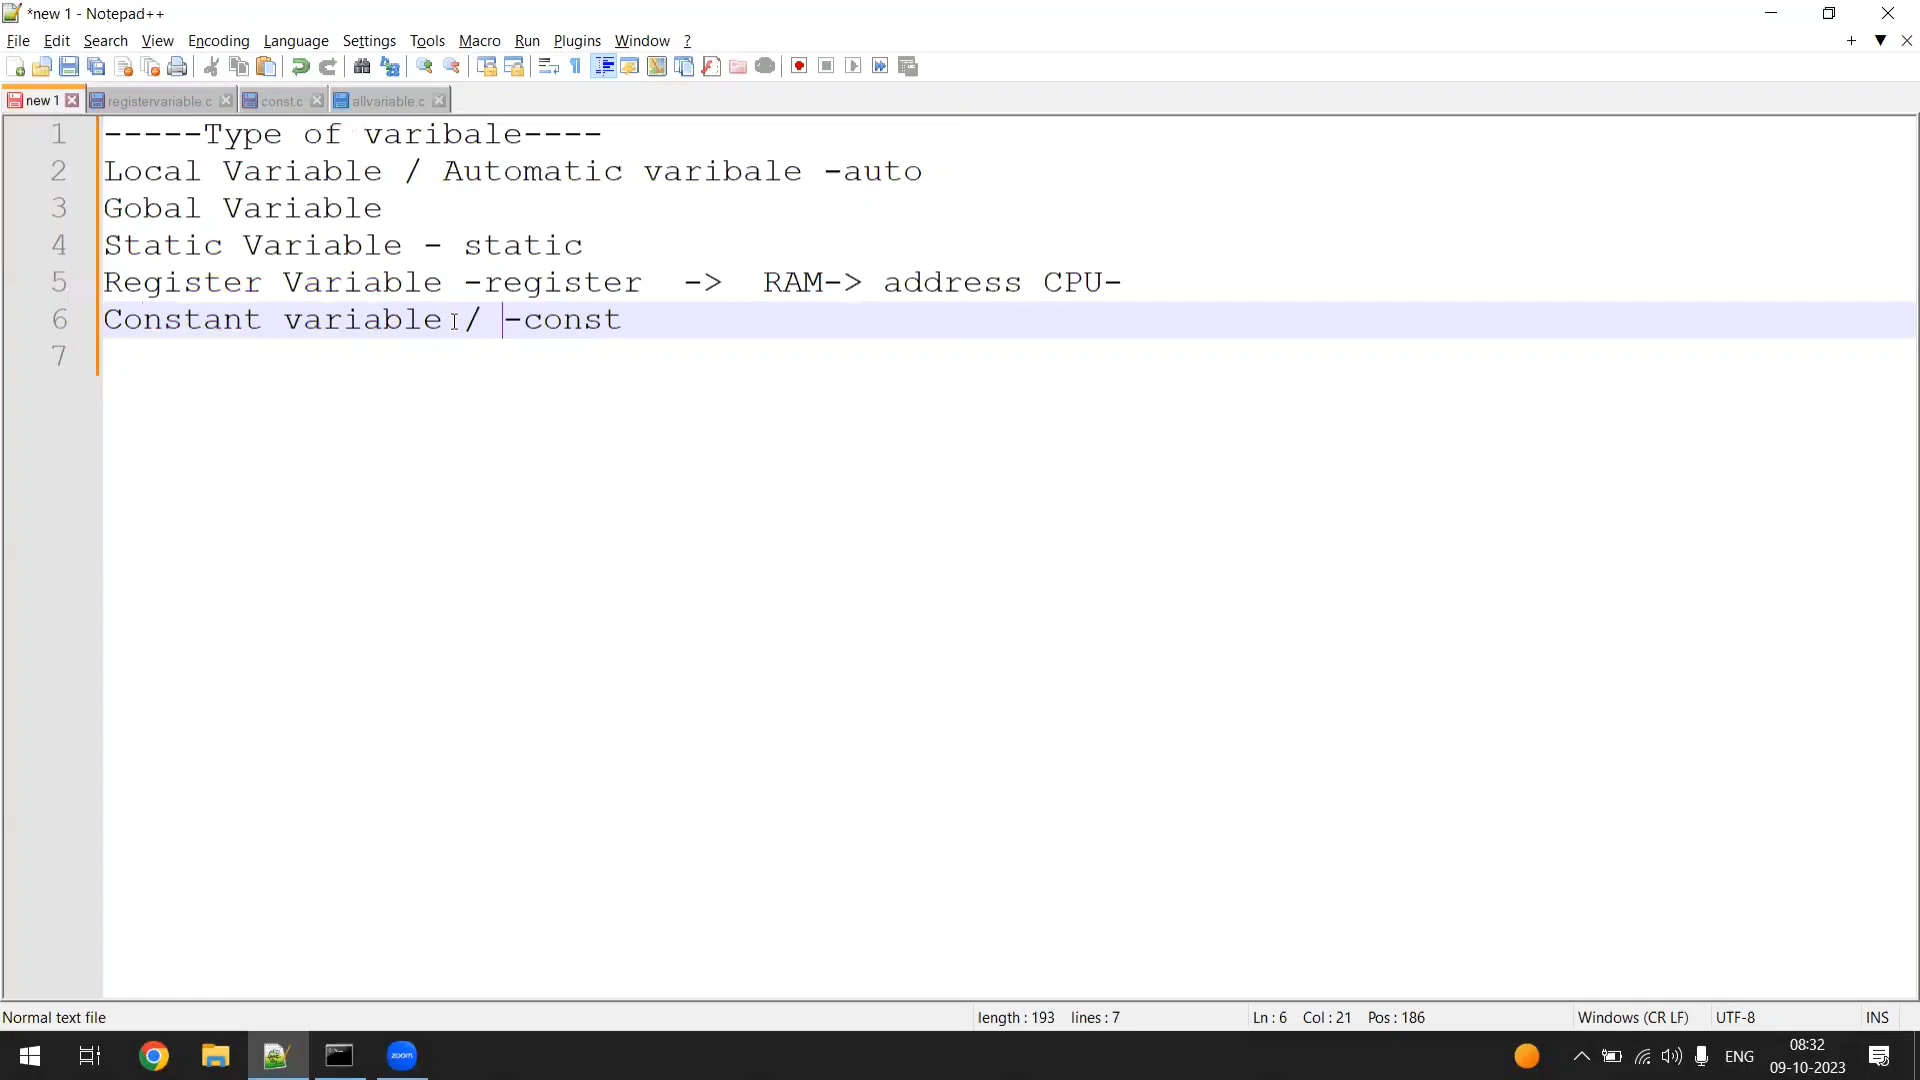 *new 1 - Notepad++
File Edit Search View Encoding Language Settings Tools Macro Run Plugins Window ?
new 1 registervariable.c const.c allvariable.c
1 -----Type of varibale----
2 Local Variable / Automatic varibale -auto
3 Gobal Variable
4 Static Variable - static
5 Register Variable -register -> RAM-> address CPU-
6 Constant variable / -const
7
Normal text file length : 193 lines : 7 Ln : 6 Col : 21 Pos : 186 Windows (CR LF) UTF-8 INS
zoom ENG 08:32
09-10-2023